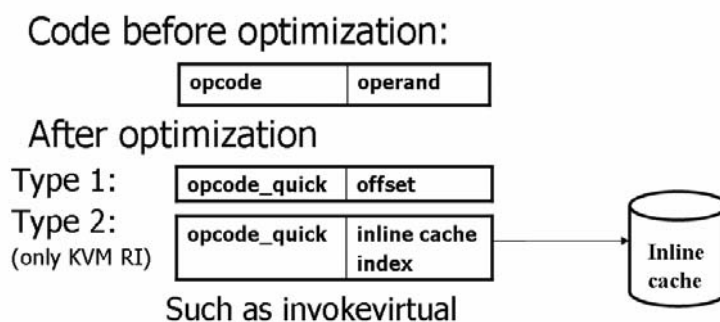 Code before optimization:
opcode operand
After optimization
Type 1: opcode_quick offset
Type 2: opcode_quick inline cache
(only KVM RI) index
Inline
cache
Such as invokevirtual